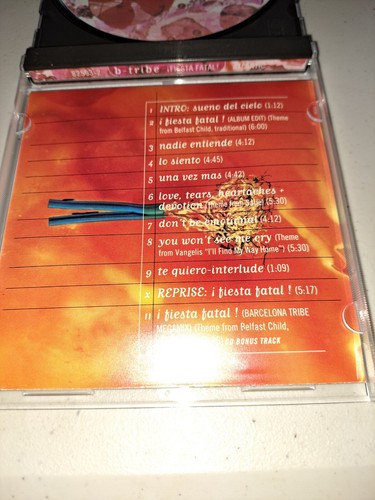 b-tribe ¡FIESTA FATAL!
1 INTRO: sueno del cielo (1:12)
2 ¡ fiesta fatal ! (ALBUM EDIT) (Theme
from Belfast Child, traditional) (6:00)
3 nadie entiende (4:12)
4 lo siento (4:45)
5 una vez mas (4:42)
6 love, tears, heartaches +
devotion (Theme from Salie) (5:30)
7 don't be emotional (4:12)
8 you won't see me cry (Theme
from Vangelis "I'll Find My Way Home") (5:30)
9 te quiero-interlude (1:09)
x REPRISE: ¡ fiesta fatal ! (5:17)
11 ¡ fiesta fatal ! (BARCELONA TRIBE
MEGAMIX) (Theme from Belfast Child,
BONUS TRACK